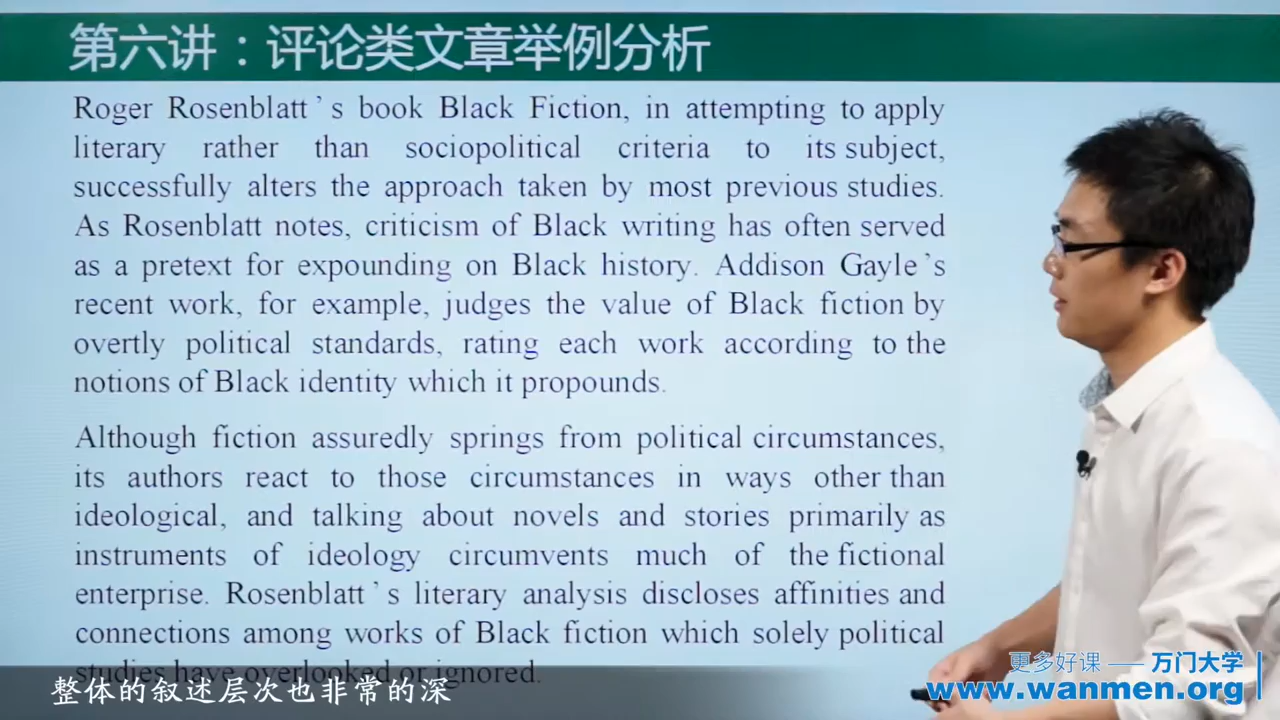 第六讲：评论类文章举例分析
Roger Rosenblatt’s book Black Fiction, in attempting to apply
literary rather than sociopolitical criteria to its subject,
successfully alters the approach taken by most previous studies.
As Rosenblatt notes, criticism of Black writing has often served
as a pretext for expounding on Black history. Addison Gayle’s
recent work, for example, judges the value of Black fiction by
overtly political standards, rating each work according to the
notions of Black identity which it propounds.
Although fiction assuredly springs from political circumstances,
its authors react to those circumstances in ways other than
ideological, and talking about novels and stories primarily as
instruments of ideology circumvents much of the fictional
enterprise. Rosenblatt’s literary analysis discloses affinities and
connections among works of Black fiction which solely political
studies have overlooked or ignored.
整体的叙述层次也非常的深
更多好课 —— 万门大学
www.wanmen.org